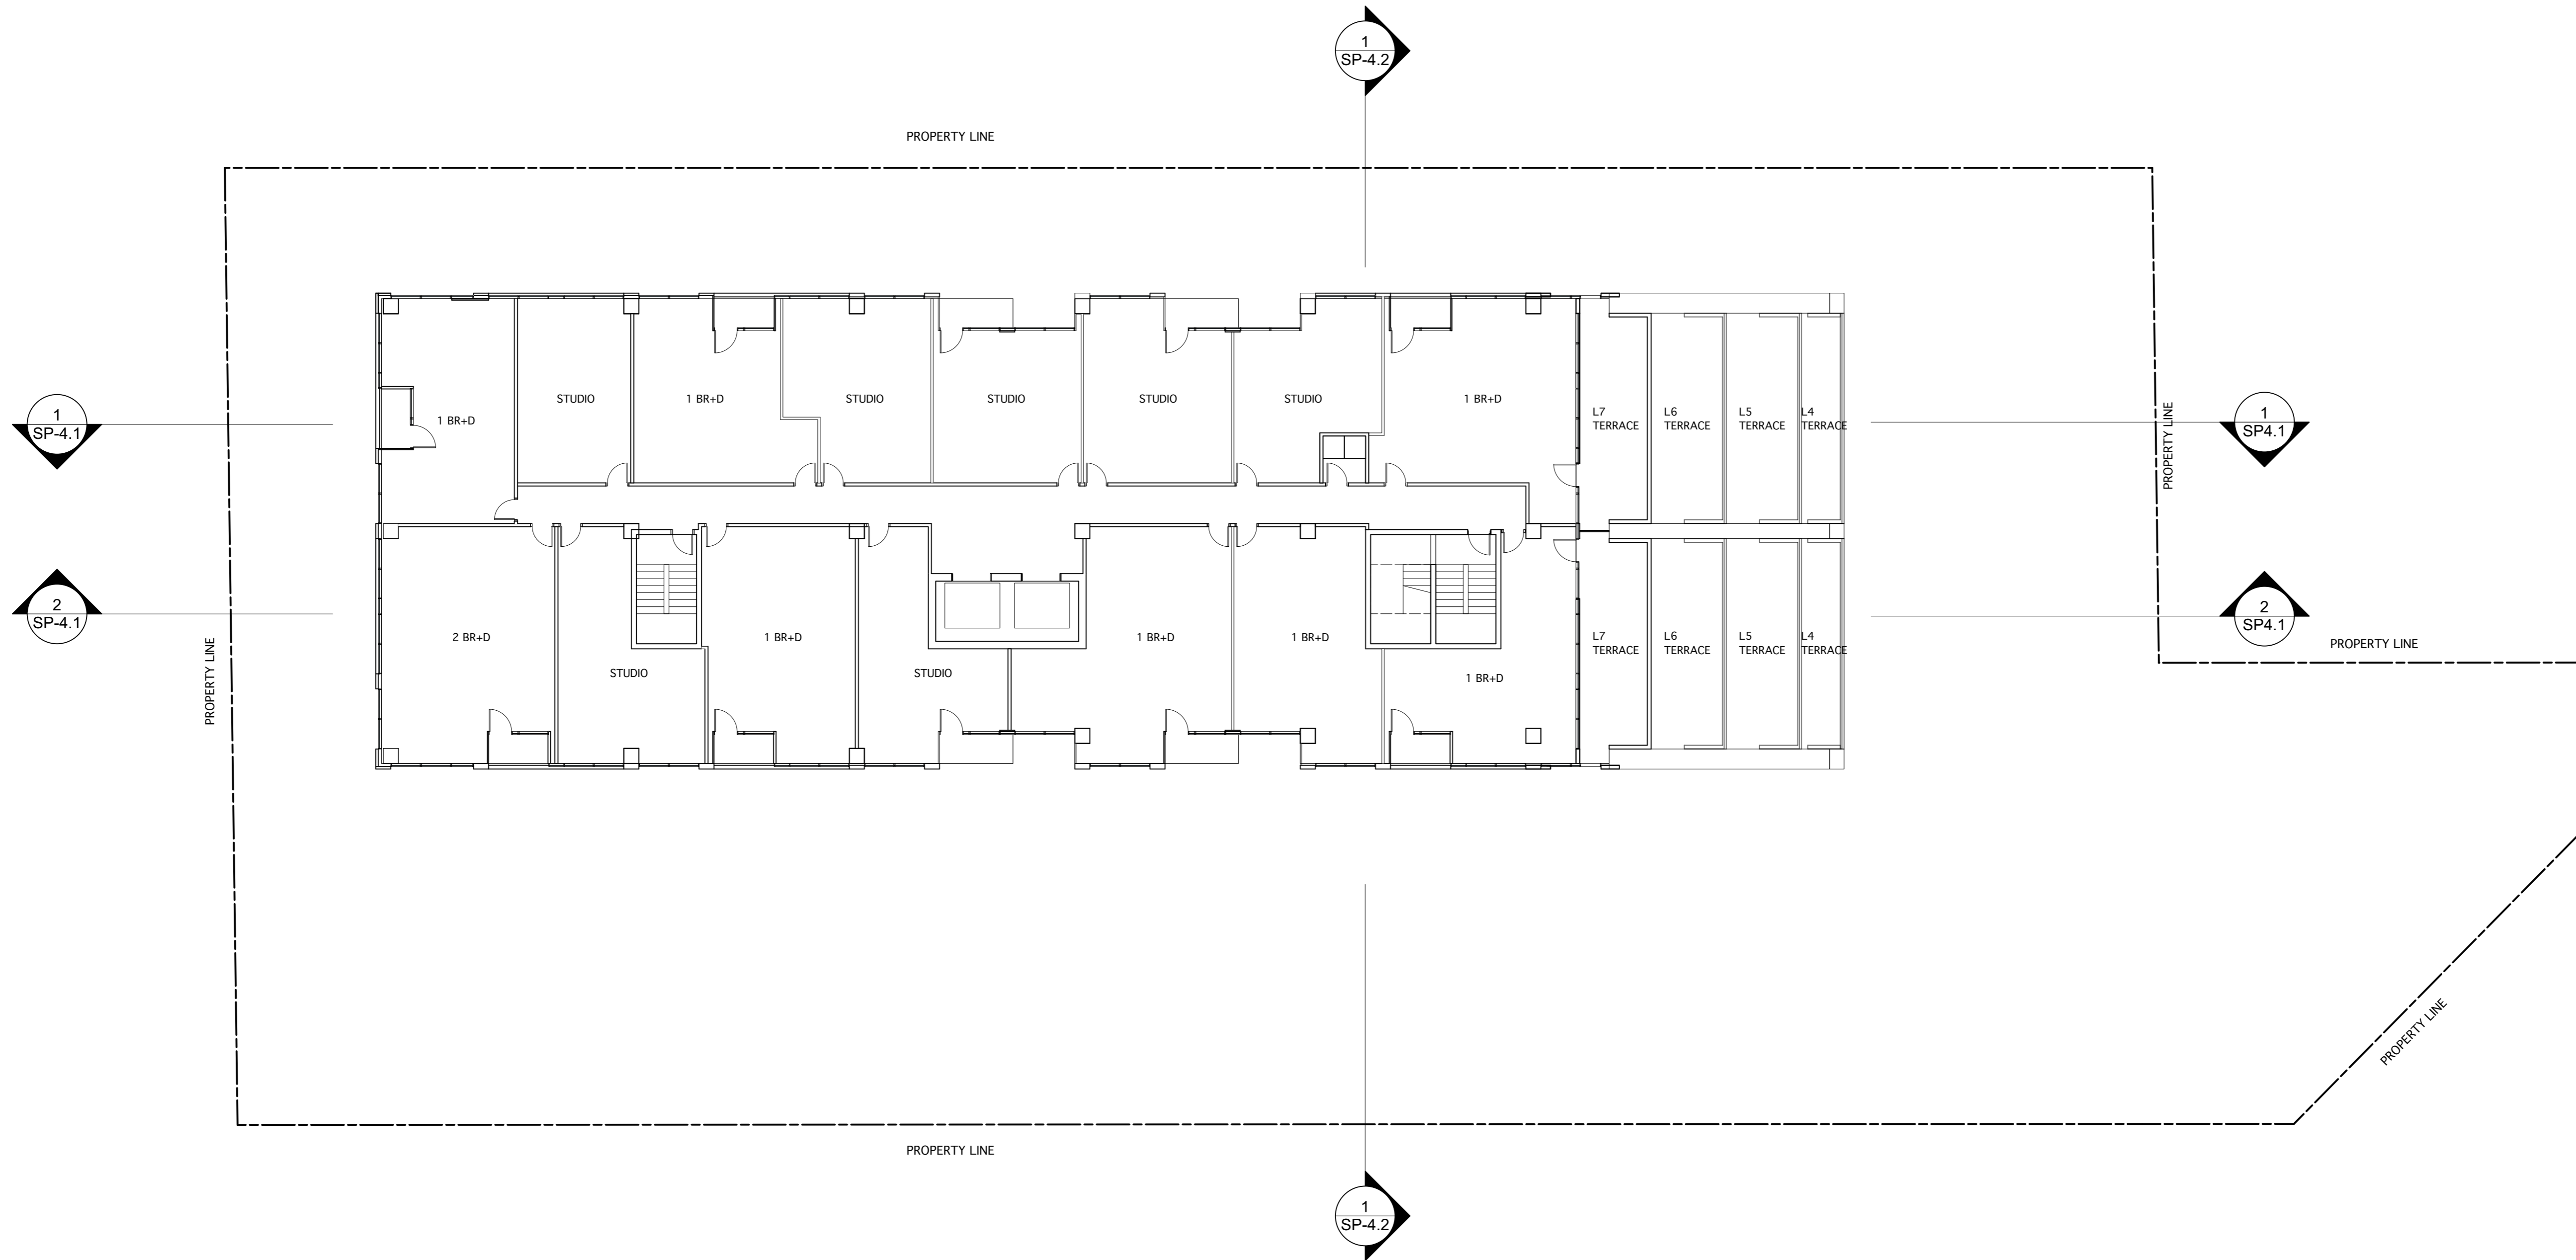 1
SP-4.2
PROPERTY LINE
1
SP-4.1
1 BR+D
STUDIO
1 BR+D
STUDIO
STUDIO
STUDIO
STUDIO
1 BR+D
L7
TERRACE
L6
TERRACE
L5
TERRACE
L4
TERRACE
PROPERTY LINE
1
SP4.1
2
SP-4.1
PROPERTY LINE
2 BR+D
STUDIO
1 BR+D
STUDIO
1 BR+D
1 BR+D
1 BR+D
L7
TERRACE
L6
TERRACE
L5
TERRACE
L4
TERRACE
2
SP4.1
PROPERTY LINE
PROPERTY LINE
PROPERTY LINE
1
SP-4.2